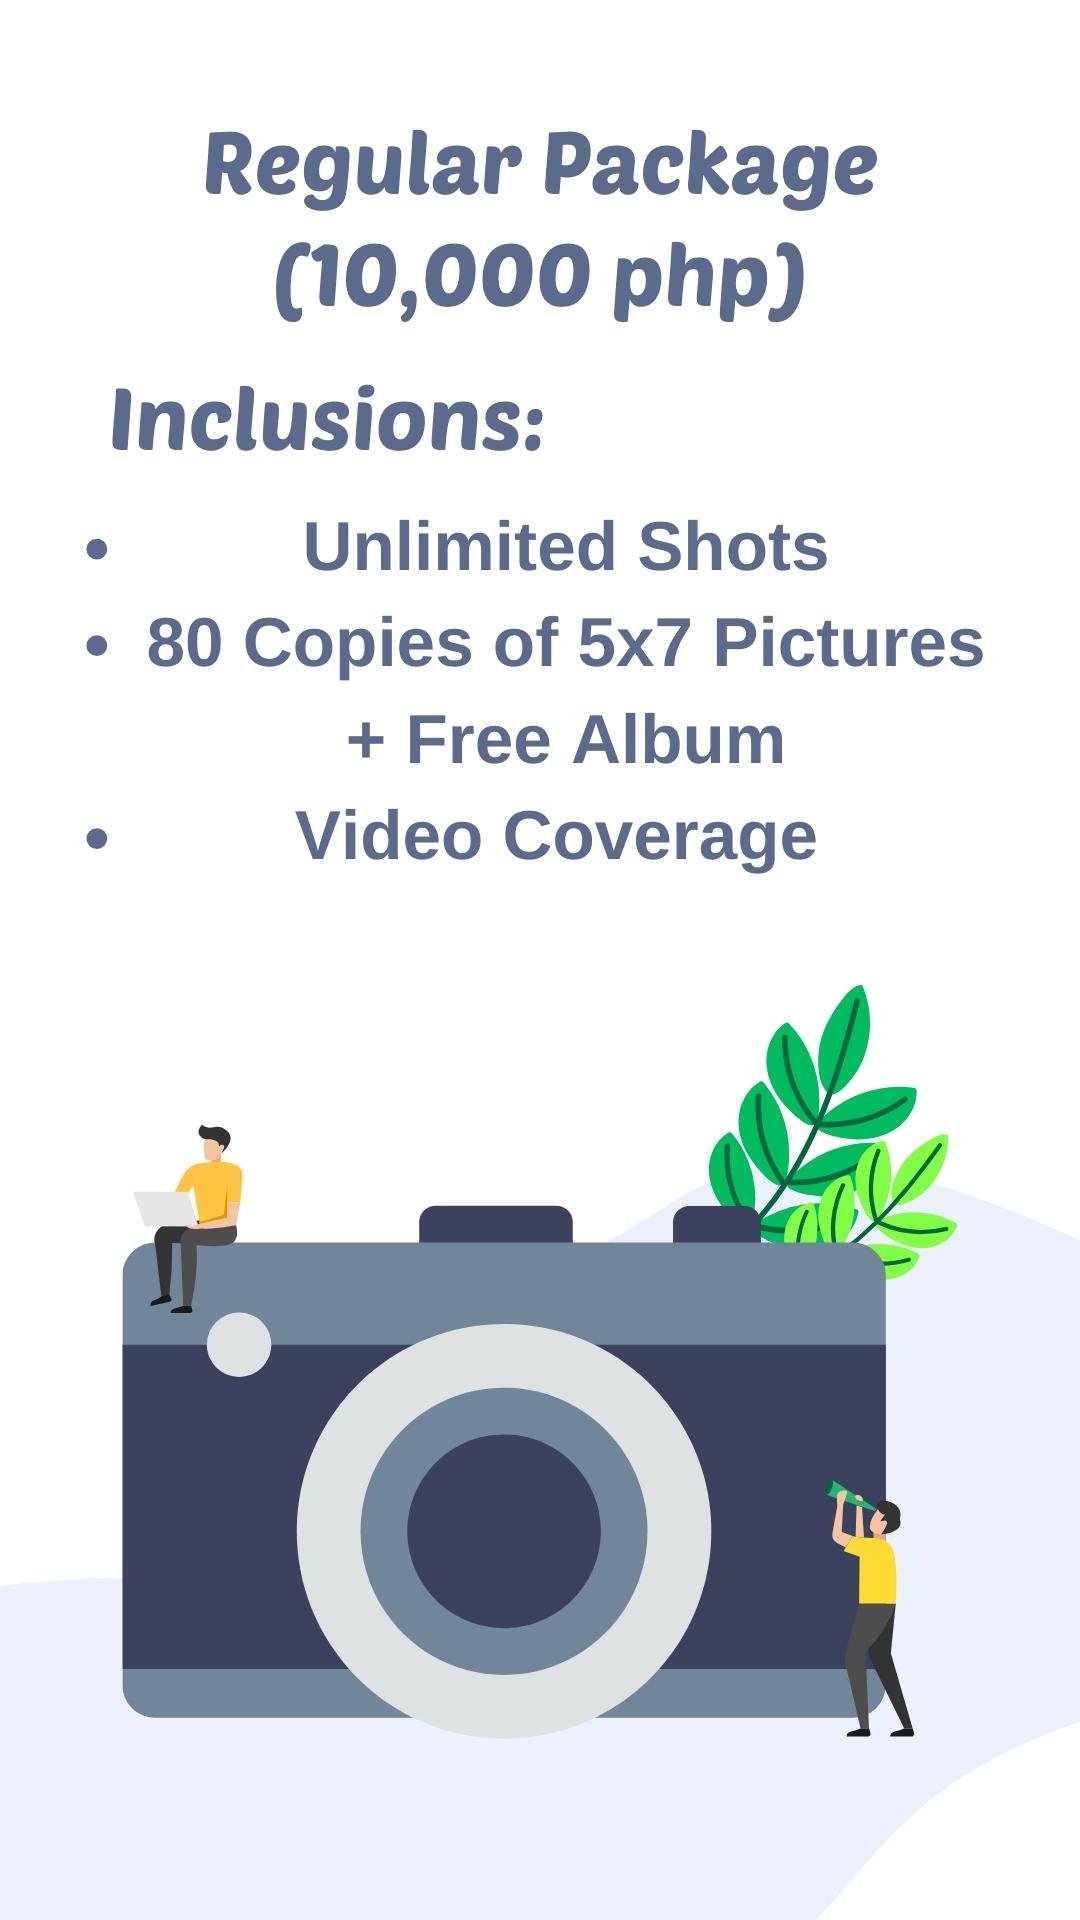 Regular Package
(10,000 php)
Inclusions:
• Unlimited Shots
• 80 Copies of 5x7 Pictures
+ Free Album
• Video Coverage